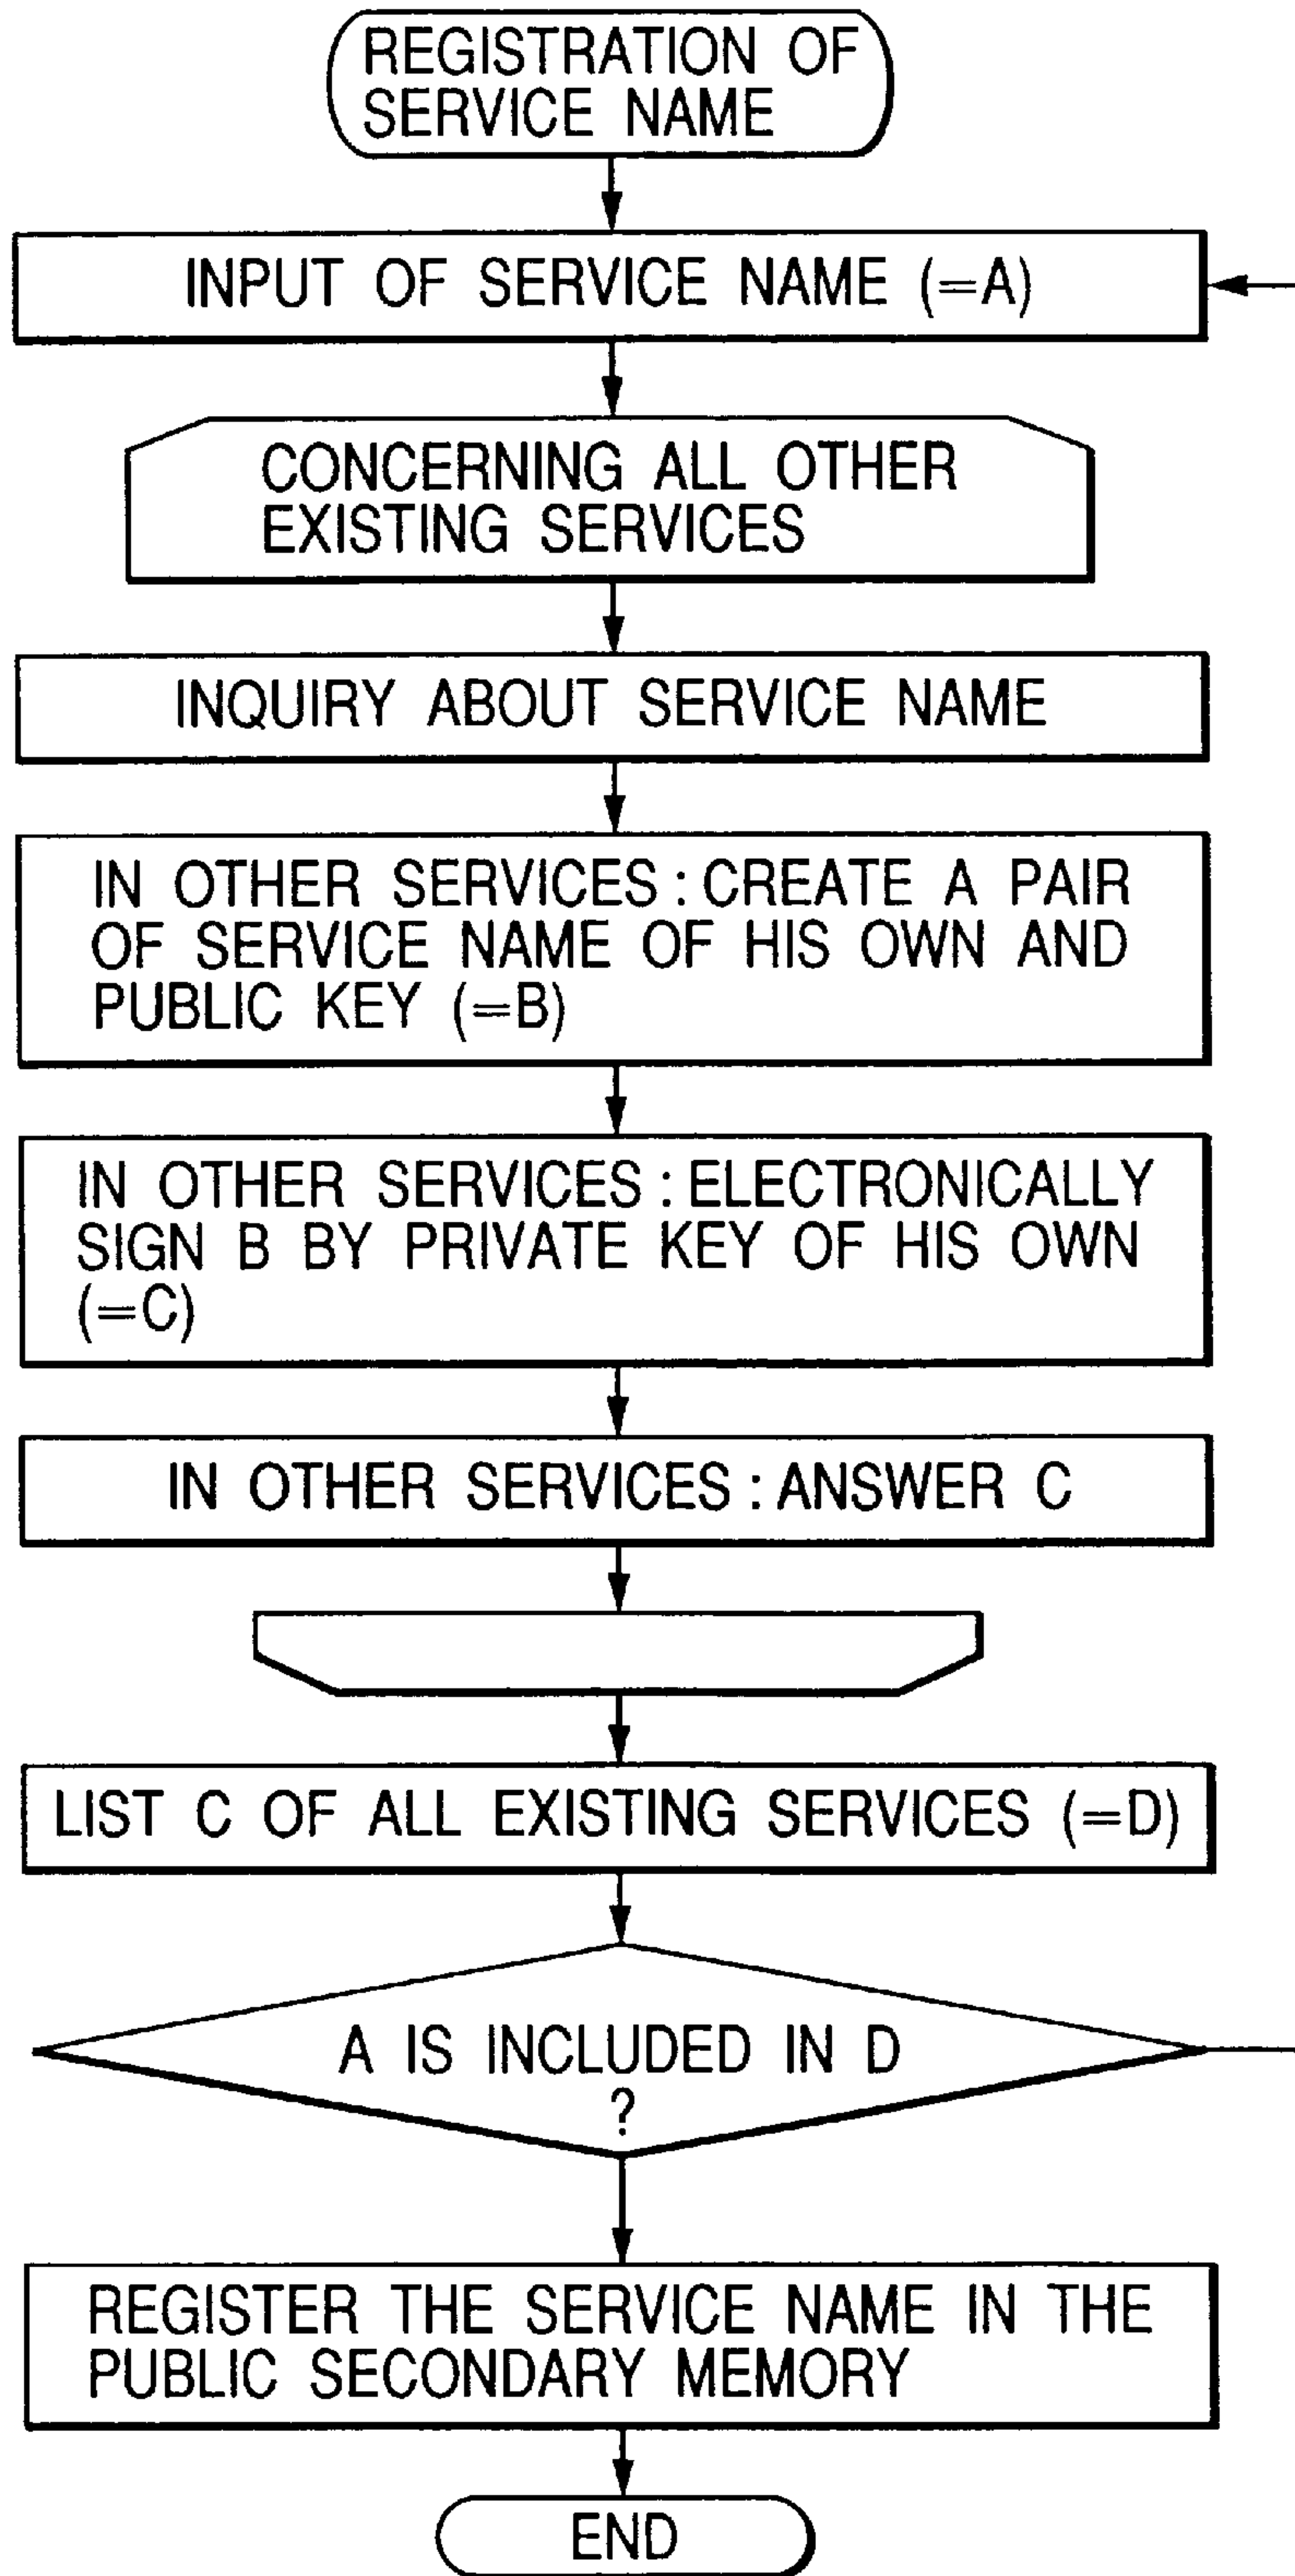 REGISTRATION OF
SERVICE NAME
INPUT OF SERVICE NAME (=A)
CONCERNING ALL OTHER
EXISTING SERVICES
INQUIRY ABOUT SERVICE NAME
IN OTHER SERVICES : CREATE A PAIR
OF SERVICE NAME OF HIS OWN AND
PUBLIC KEY (=B)
IN OTHER SERVICES : ELECTRONICALLY
SIGN B BY PRIVATE KEY OF HIS OWN
(=C)
IN OTHER SERVICES : ANSWER C
LIST C OF ALL EXISTING SERVICES (=D)
A IS INCLUDED IN D
?
REGISTER THE SERVICE NAME IN THE
PUBLIC SECONDARY MEMORY
END